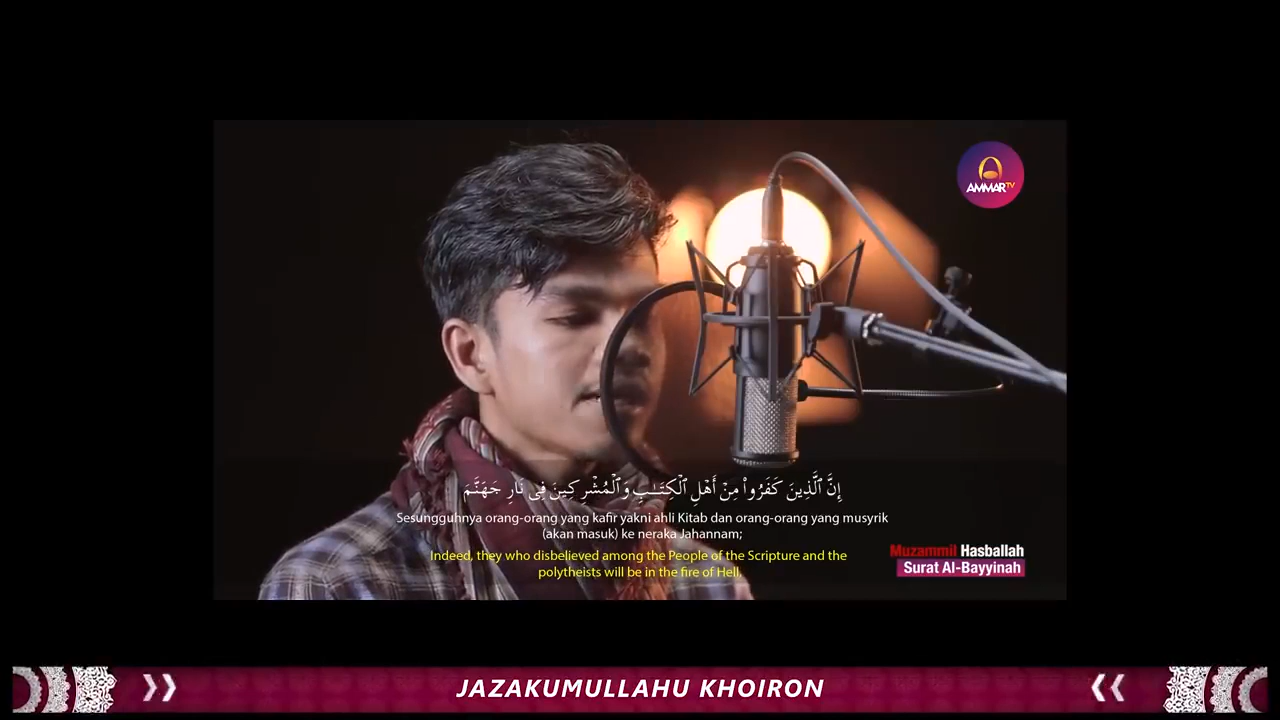 AMMAR TV
إِنَّ ٱلَّذِينَ كَفَرُوا۟ مِنْ أَهْلِ ٱلْكِتَـٰبِ وَٱلْمُشْرِكِينَ فِى نَارِ جَهَنَّمَ
Sesungguhnya orang-orang yang kafir yakni ahli Kitab dan orang-orang yang musyrik
(akan masuk) ke neraka Jahannam;
Indeed, they who disbelieved among the People of the Scripture and the
polytheists will be in the fire of Hell,
Muzammil Hasballah
Surat Al-Bayyinah
JAZAKUMULLAHU KHOIRON